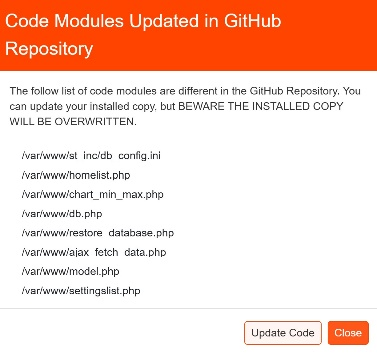 Code Modules Updated in GitHub
Repository
The follow list of code modules are different in the GitHub Repository. You
can update your installed copy, but BEWARE THE INSTALLED COPY
WILL BE OVERWRITTEN.
/var/www/st_inc/db_config.ini
/var/www/homelist.php
/var/www/chart_min_max.php
/var/www/db.php
/var/www/restore_database.php
/var/www/ajax_fetch_data.php
/var/www/model.php
/var/www/settingslist.php
Update Code
Close